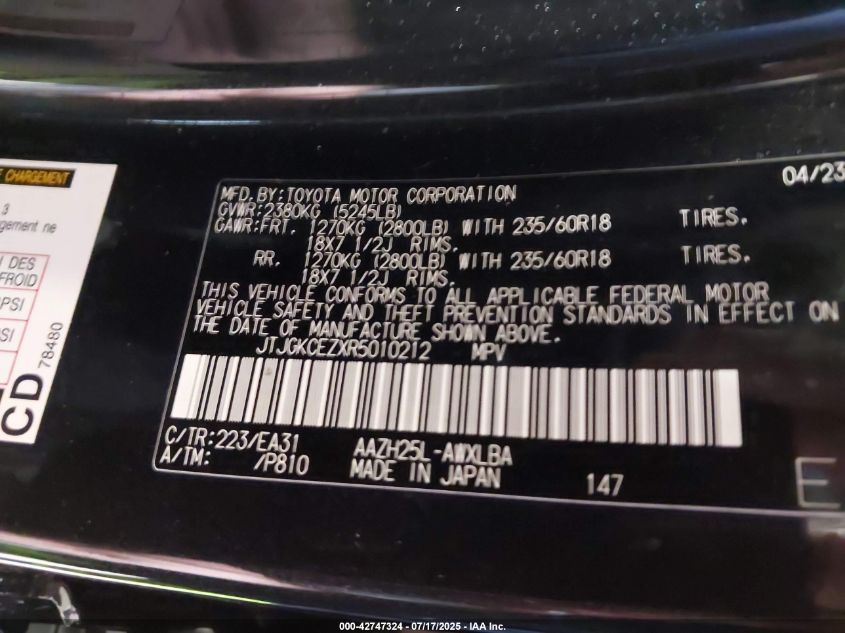 E CHARGEMENT
3
gement ne
I DES
FROID
PSI
SI
CD
78480
04/23
MFD. BY: TOYOTA MOTOR CORPORATION
GVWR: 2380KG (5245LB)
GAWR: FRT. 1270KG (2800LB) WITH 235/60R18 TIRES.
18X7 1/2J RIMS.
RR. 1270KG (2800LB) WITH 235/60R18 TIRES.
18X7 1/2J RIMS.
THIS VEHICLE CONFORMS TO ALL APPLICABLE FEDERAL MOTOR
VEHICLE SAFETY AND THEFT PREVENTION STANDARDS IN EFFECT ON
THE DATE OF MANUFACTURE SHOWN ABOVE.
JTJGKCEZXR5010212 MPV
C/TR: 223/EA31 AAZH25L-AWXLBA
A/TM: /P810 MADE IN JAPAN 147
E
000-42747324 | 07/17/2025 - IAA Inc.